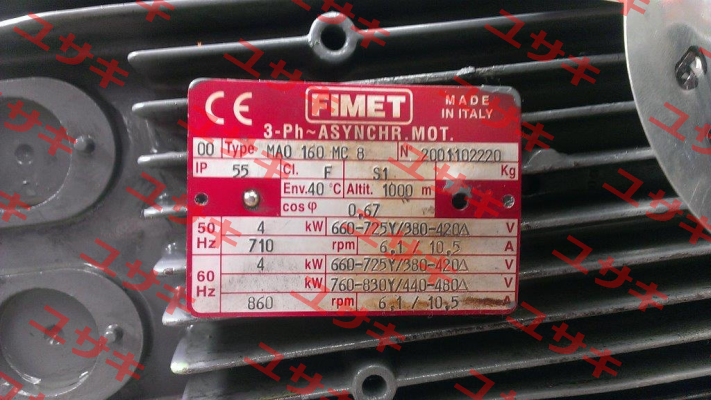 CE FiMET MADE IN ITALY
3-Ph~ASYNCHR.MOT.
00 Type MAO 160 MC 8 N 2001102220
IP 55 Cl. F S1 Kg
Env. 40 °C Altit. 1000 m
cos φ 0,67
50 Hz 4 kW 660-725Y/380-420Δ V
710 rpm 6,1 / 10,5 A
60 Hz 4 kW 660-725Y/380-420Δ V
kW 760-830Y/440-480Δ V
860 rpm 6,1 / 10,5 A
ユサキ